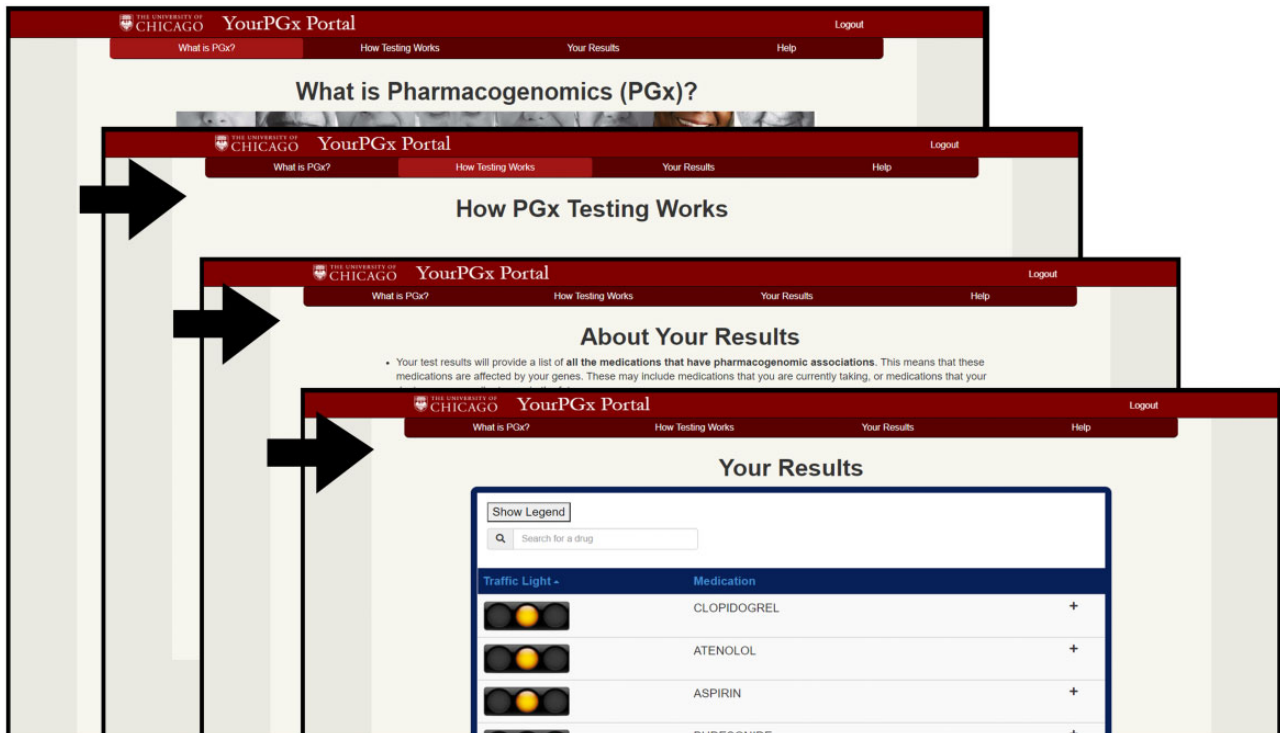 THE UNIVERSITY OF
CHICAGO YourPGx Portal Logout
What is PGx? How Testing Works Your Results Help
What is Pharmacogenomics (PGx)?
THE UNIVERSITY OF
CHICAGO YourPGx Portal Logout
What is PGx? How Testing Works Your Results Help
How PGx Testing Works
THE UNIVERSITY OF
CHICAGO YourPGx Portal Logout
What is PGx? How Testing Works Your Results Help
About Your Results
• Your test results will provide a list of all the medications that have pharmacogenomic associations. This means that these
medications are affected by your genes. These may include medications that you are currently taking, or medications that your
THE UNIVERSITY OF
CHICAGO YourPGx Portal Logout
What is PGx? How Testing Works Your Results Help
Your Results
Show Legend
Search for a drug
Traffic Light Medication
CLOPIDOGREL +
ATENOLOL +
ASPIRIN +